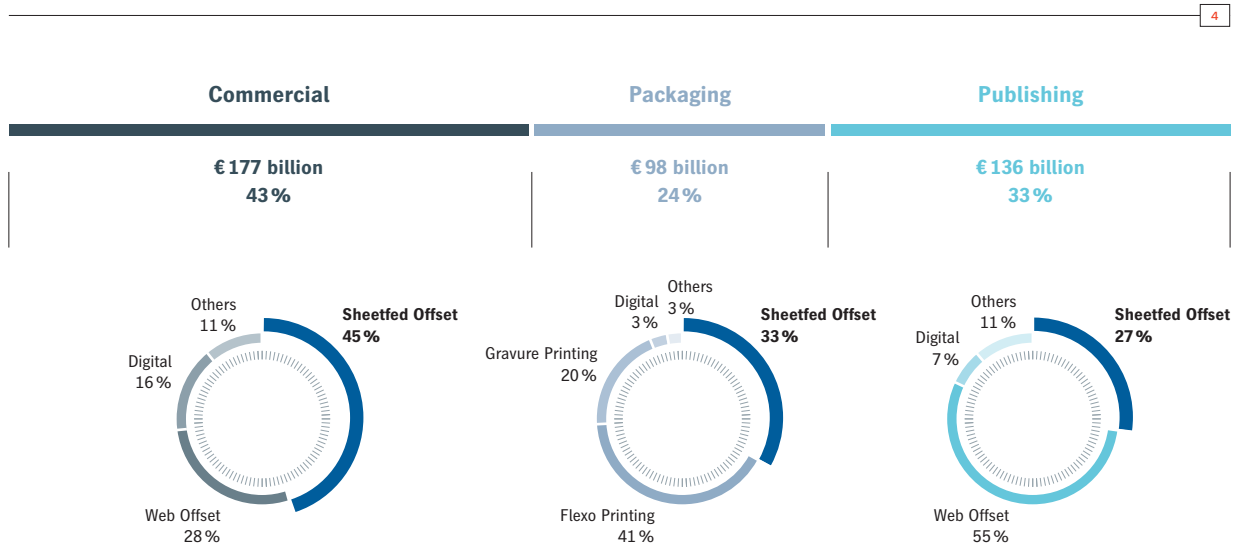 4
Commercial
Packaging
Publishing
€ 177 billion
43 %
€ 98 billion
24 %
€ 136 billion
33 %
Others
11 %
Sheetfed Offset
45 %
Digital
16 %
Web Offset
28 %
Others
3 %
Digital
3 %
Sheetfed Offset
33 %
Gravure Printing
20 %
Flexo Printing
41 %
Others
11 %
Sheetfed Offset
27 %
Digital
7 %
Web Offset
55 %